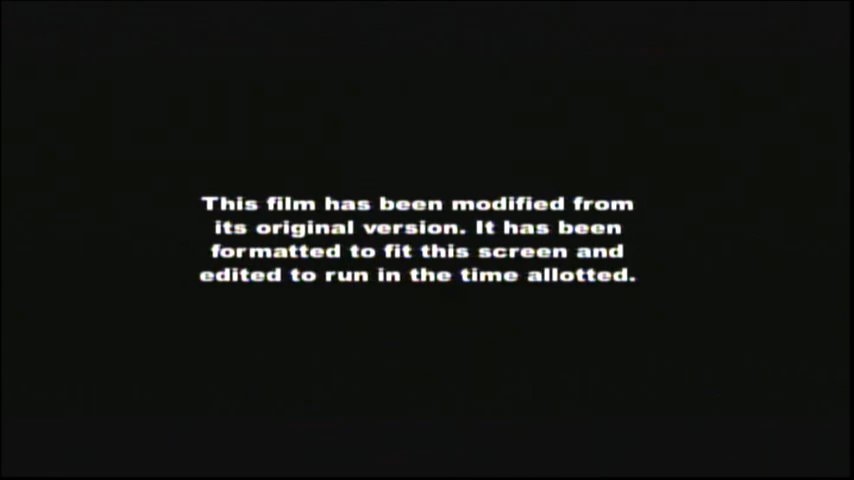 This film has been modified from
its original version. It has been
formatted to fit this screen and
edited to run in the time allotted.